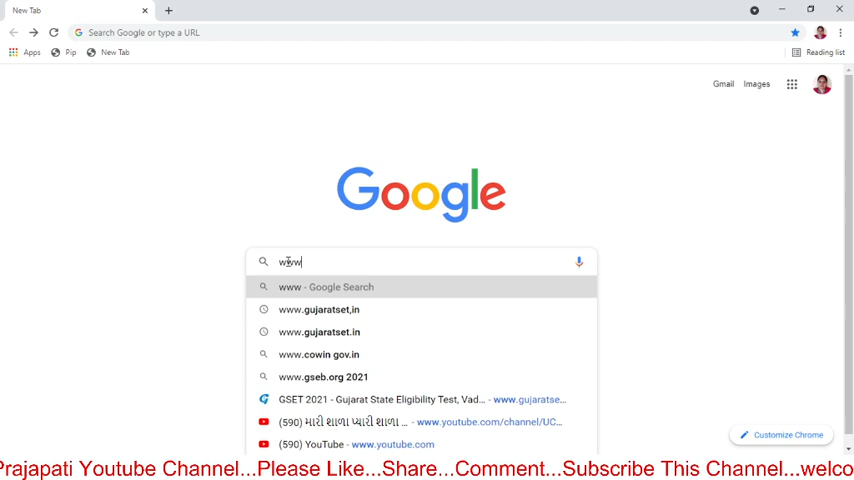 New Tab
Search Google or type a URL
Apps Pip New Tab Reading list
Gmail Images
Google
www
www - Google Search
www.gujaratset,in
www.gujaratset.in
www.cowin gov.in
www.gseb.org 2021
GSET 2021 - Gujarat State Eligibility Test, Vad... - www.gujaratse...
(590) મારી શાળા પ્યારી શાળા ... - www.youtube.com/channel/UC...
(590) YouTube - www.youtube.com
Customize Chrome
Prajapati Youtube Channel...Please Like...Share...Comment...Subscribe This Channel...welco